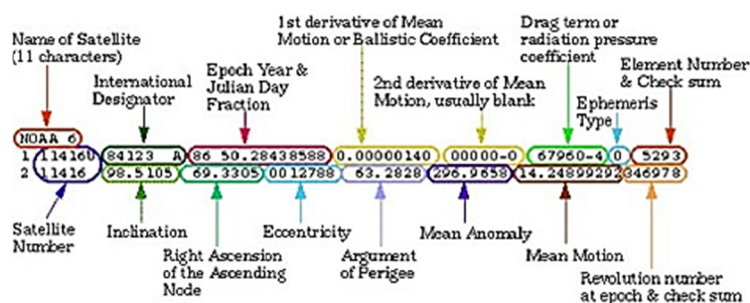 Name of Satellite
(11 characters)
International
Designator
Epoch Year &
Julian Day
Fraction
1st derivative of Mean
Motion or Ballistic Coefficient
2nd derivative of Mean
Motion, usually blank
Drag term or
radiation pressure
coefficient
Ephemeris
Type
Element Number
& Check sum
NOAA 6
1 11416U 84123 A 86 50.28438588 0.00000140 00000-0 67960-4 0 5293
2 11416 98.5105 69.3305 0012788 63.2828 296.9658 14.24899292 346978
Satellite
Number
Inclination
Right Ascension
of the Ascending
Node
Eccentricity
Argument
of Perigee
Mean Anomaly
Mean Motion
Revolution number
at epoch & check sum